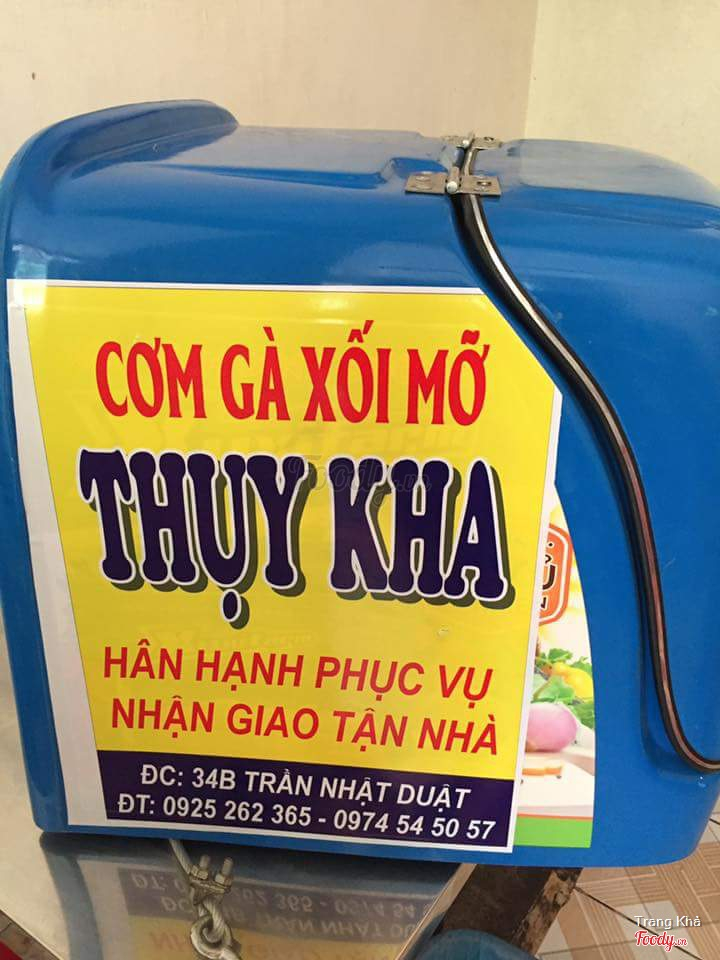 CƠM GÀ XỐI MỠ
THỤY KHA
HÂN HẠNH PHỤC VỤ
NHẬN GIAO TẬN NHÀ
ĐC: 34B TRẦN NHẬT DUẬT
ĐT: 0925 262 365 - 0974 54 50 57
Trang Khả
Foody.vn